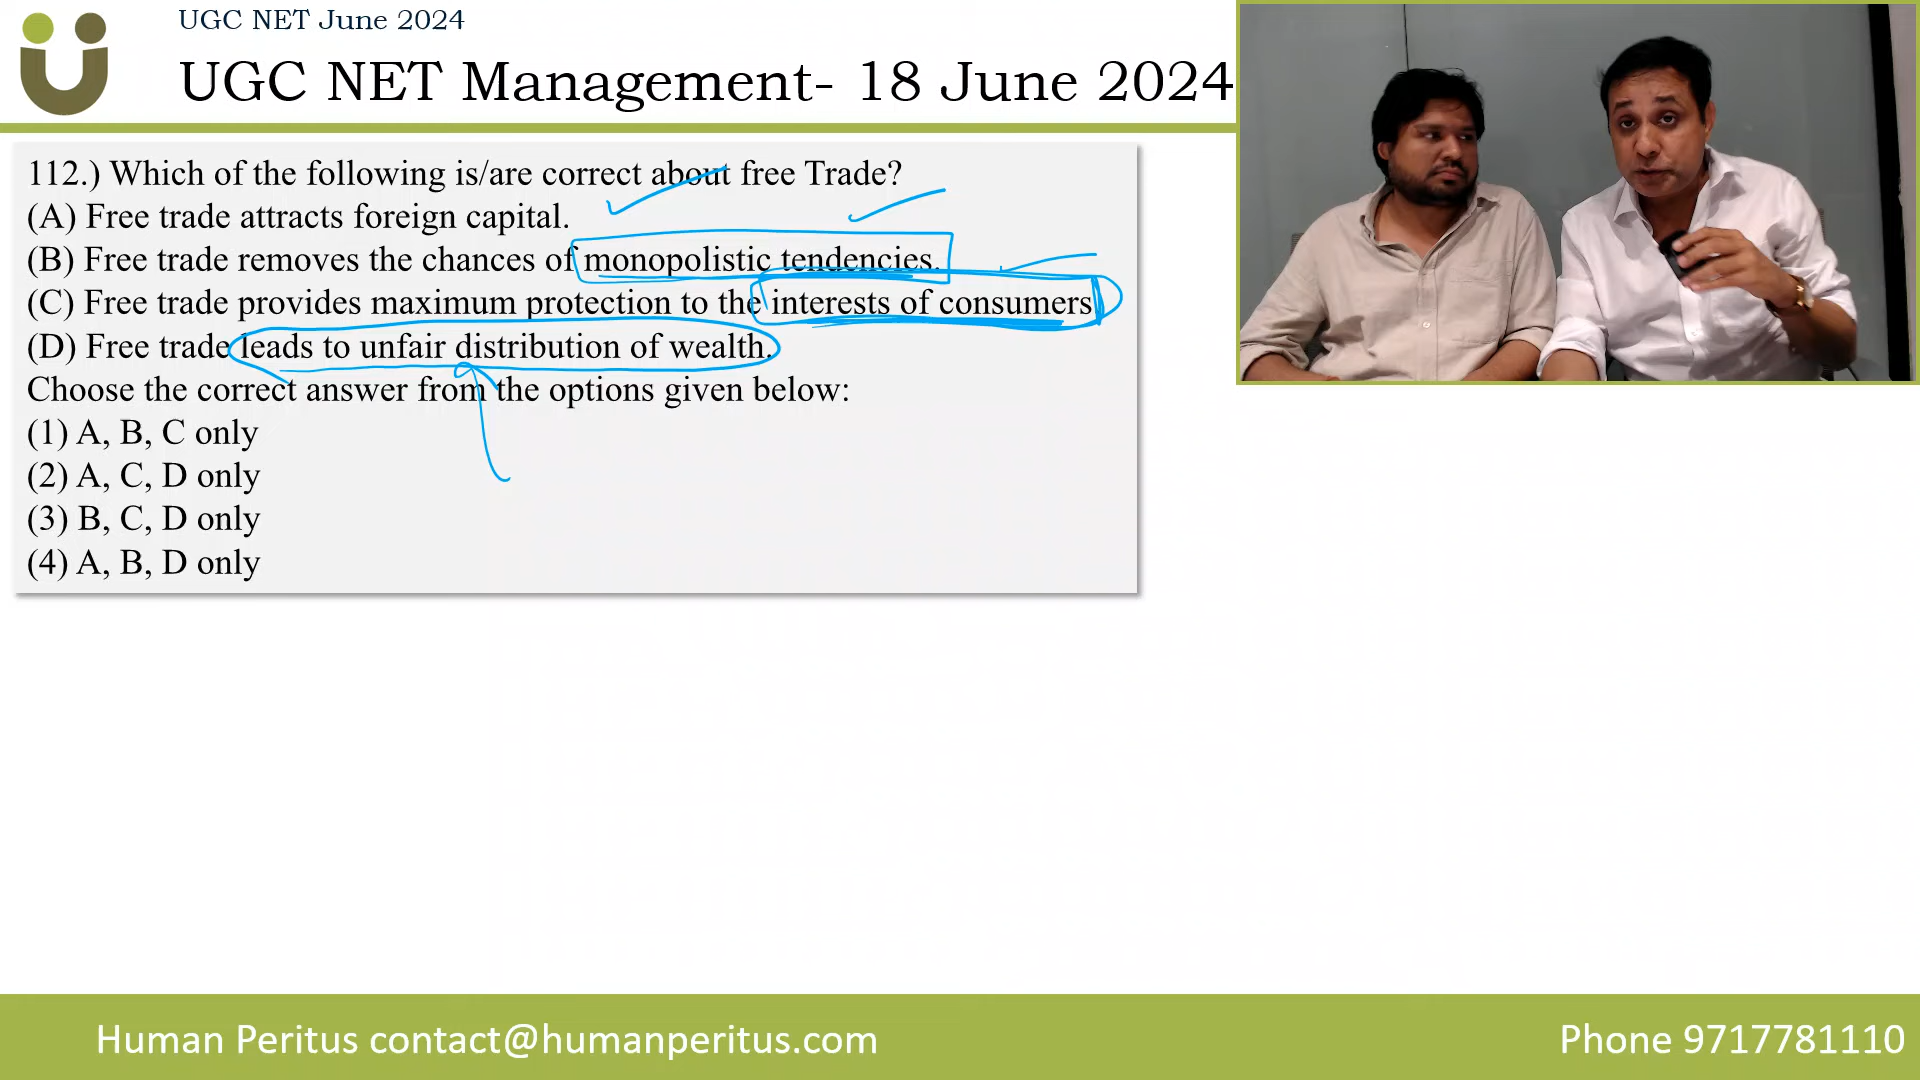 UGC NET June 2024
UGC NET Management- 18 June 2024
112.) Which of the following is/are correct about free Trade?
(A) Free trade attracts foreign capital.
(B) Free trade removes the chances of monopolistic tendencies.
(C) Free trade provides maximum protection to the interests of consumers
(D) Free trade leads to unfair distribution of wealth.
Choose the correct answer from the options given below:
(1) A, B, C only
(2) A, C, D only
(3) B, C, D only
(4) A, B, D only
Human Peritus contact@humanperitus.com
Phone 9717781110